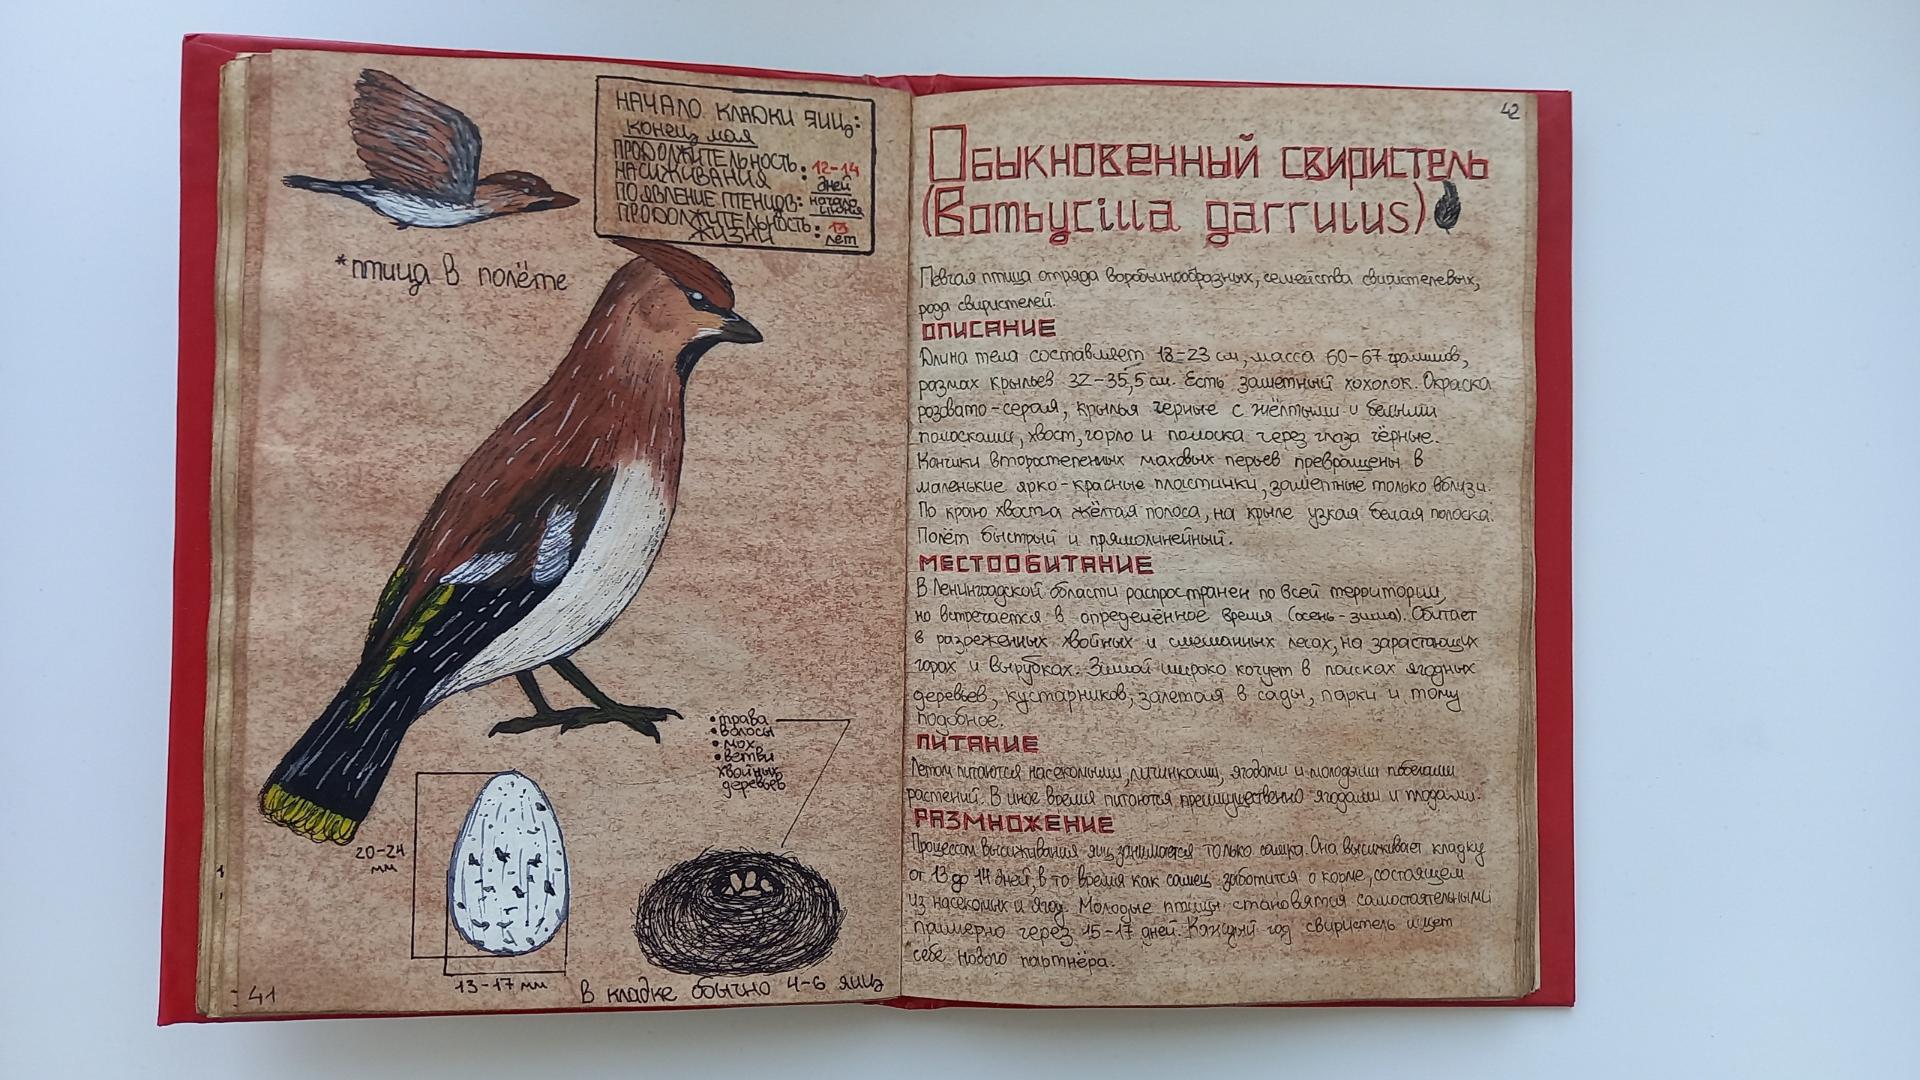 НАЧАЛО КЛАДКИ ЯИЦ:
конец мая
ПРОДОЛЖИТЕЛЬНОСТЬ
НАСИЖИВАНИЯ : 12-14 дней
ПОЯВЛЕНИЕ ПТЕНЦОВ: начало июня
ПРОДОЛЖИТЕЛЬНОСТЬ
ЖИЗНИ : 13 лет
*птица в полёте
• трава
• волосы
• мох
• ветви
хвойных
деревьев
20-24
мм
13-17 мм
В кладке обычно 4-6 яиц
41
42
Обыкновенный свиристель
(Bombycilla garrulus)
Певчая птица отряда воробьинообразных, семейства свиристелевых,
рода свиристелей.
ОПИСАНИЕ
Длина тела составляет 18-23 см, масса 60-67 граммов,
размах крыльев 32-35,5 см. Есть заметный хохолок. Окраска
розвато-серая, крылья чёрные с жёлтыми и белыми
полосками, хвост, горло и полоска через глаза чёрные.
Кончики второстепенных маховых перьев превращены в
маленькие ярко-красные пластинки, заметные только вблизи.
По краю хвоста жёлтая полоса, на крыле узкая белая полоска.
Полёт быстрый и прямолинейный.
МЕСТООБИТАНИЕ
В Ленинградской области распространен по всей территории,
но встречается в определённое время (осень-зима). Обитает
в разреженных хвойных и смешанных лесах, на зарастающих
горах и вырубках. Зимой широко кочует в поисках ягодных
деревьев, кустарников, залетая в сады, парки и тому
подобное.
ПИТАНИЕ
Летом питаются насекомыми, личинками, ягодами и молодыми побегами
растений. В иное время питаются преимущественно ягодами и плодами.
РАЗМНОЖЕНИЕ
Процессом высиживания яиц занимается только самка. Она высиживает кладку
от 13 до 14 дней, в то время как самец заботится о корме, состоящем
из насекомых и ягод. Молодые птицы становятся самостоятельными
примерно через 15-17 дней. Каждый год свиристель ищет
себе нового партнёра.